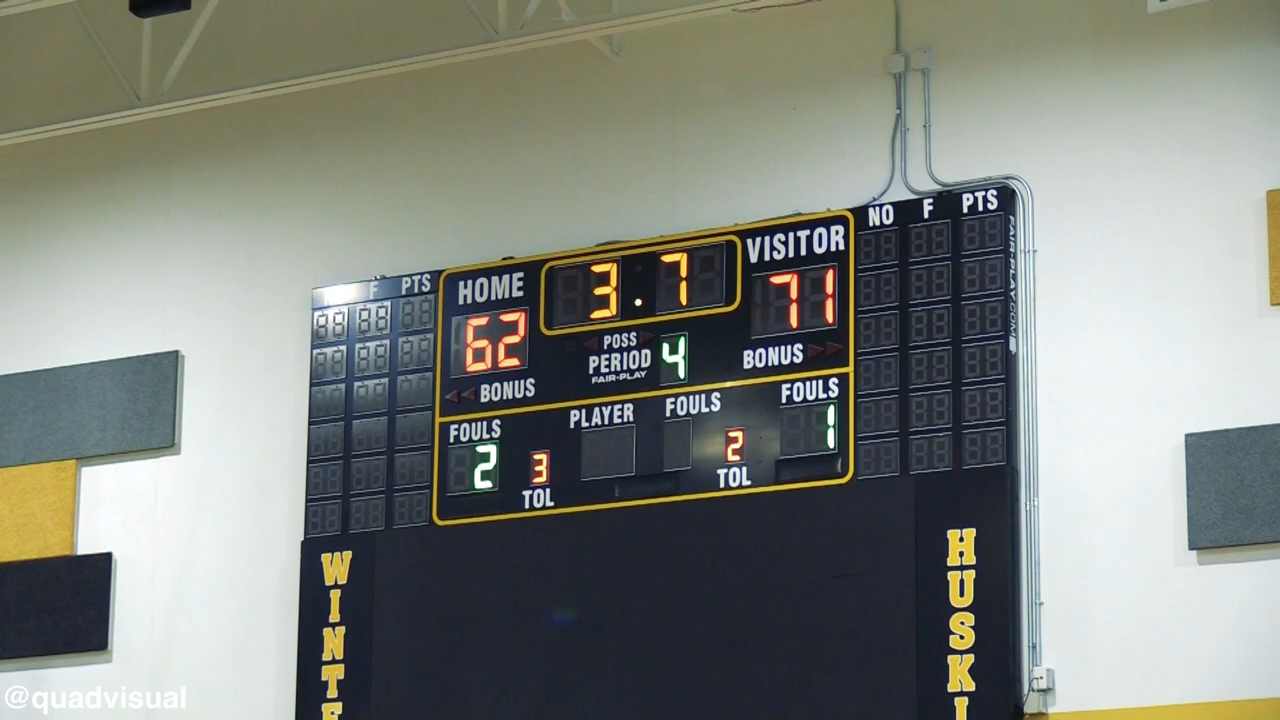 NO F PTS
F PTS
HOME 3.7 VISITOR
62 71
POSS
PERIOD 4
FAIR-PLAY
BONUS BONUS
FOULS PLAYER FOULS FOULS
2 3 2 1
TOL TOL
FAIR-PLAY.COM
WINTE
HUSKI
@quadvisual